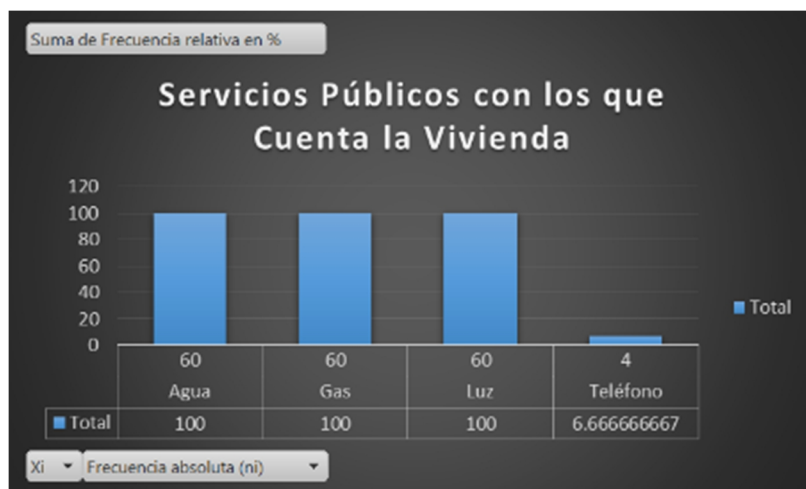 Suma de Frecuencia relativa en %
Servicios Públicos con los que
Cuenta la Vivienda
120
100
80
60
40
20
0
60 60 60 4
Agua Gas Luz Teléfono
Total 100 100 100 6.666666667
Total
Xi Frecuencia absoluta (ni)